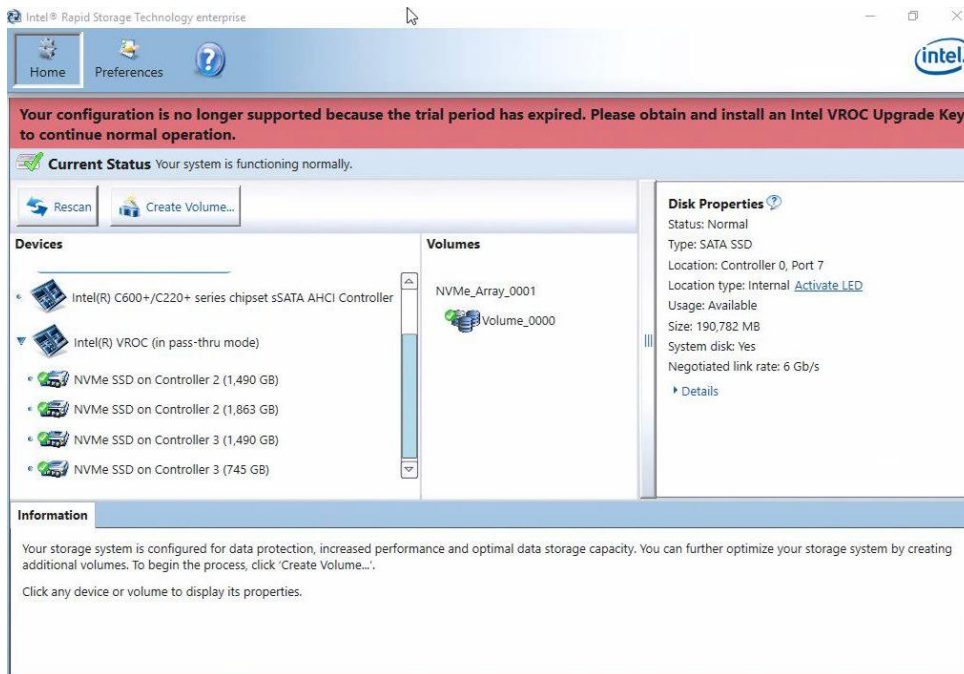 Intel® Rapid Storage Technology enterprise
Home
Preferences
intel.
Your configuration is no longer supported because the trial period has expired. Please obtain and install an Intel VROC Upgrade Key
to continue normal operation.
Current Status Your system is functioning normally.
Rescan
Create Volume...
Devices
Intel(R) C600+/C220+ series chipset sSATA AHCI Controller
Intel(R) VROC (in pass-thru mode)
NVMe SSD on Controller 2 (1,490 GB)
NVMe SSD on Controller 2 (1,863 GB)
NVMe SSD on Controller 3 (1,490 GB)
NVMe SSD on Controller 3 (745 GB)
Volumes
NVMe_Array_0001
Volume_0000
Disk Properties ?
Status: Normal
Type: SATA SSD
Location: Controller 0, Port 7
Location type: Internal Activate LED
Usage: Available
Size: 190,782 MB
System disk: Yes
Negotiated link rate: 6 Gb/s
Details
Information
Your storage system is configured for data protection, increased performance and optimal data storage capacity. You can further optimize your storage system by creating
additional volumes. To begin the process, click 'Create Volume...'.
Click any device or volume to display its properties.